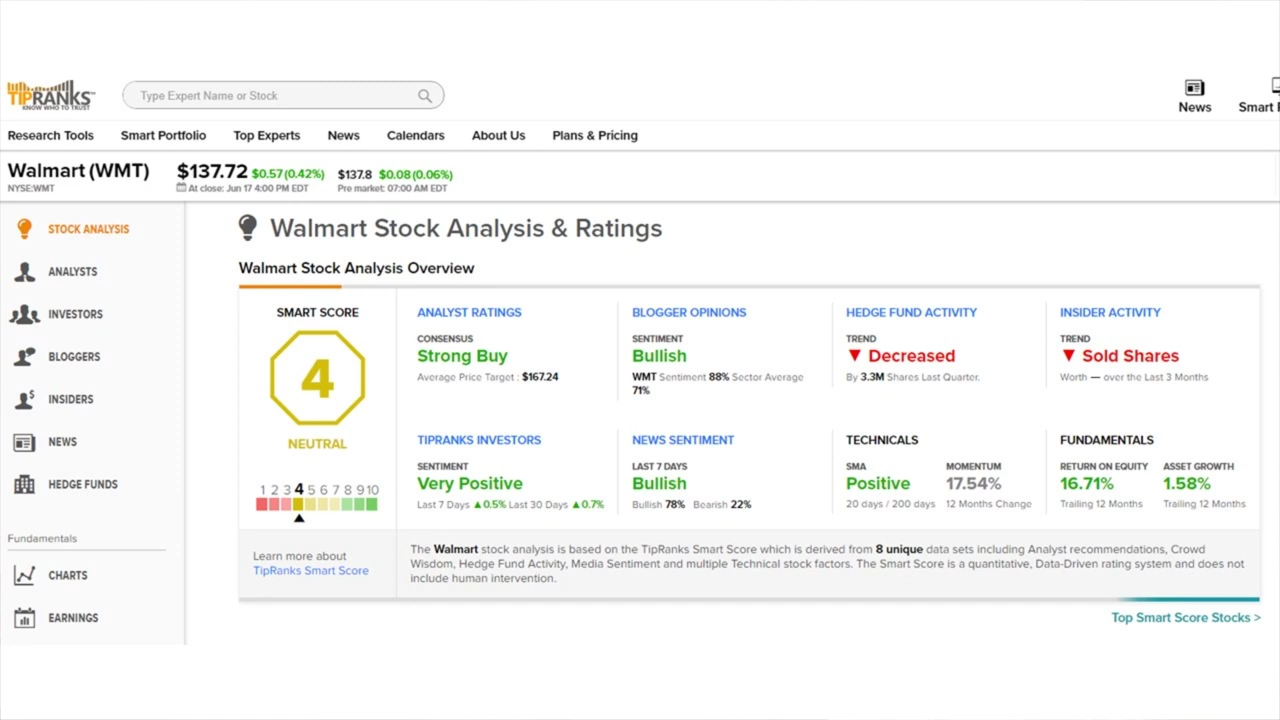 TIPRANKS
KNOW WHO TO TRUST
Type Expert Name or Stock
News
Smart
Research Tools Smart Portfolio Top Experts News Calendars About Us Plans & Pricing
Walmart (WMT)
NYSE:WMT
$137.72 $0.57 (0.42%)
At close: Jun 17 4:00 PM EDT
$137.8 $0.08 (0.06%)
Pre market: 07:00 AM EDT
STOCK ANALYSIS
ANALYSTS
INVESTORS
BLOGGERS
INSIDERS
NEWS
HEDGE FUNDS
Fundamentals
CHARTS
EARNINGS
Walmart Stock Analysis & Ratings
Walmart Stock Analysis Overview
SMART SCORE
4
NEUTRAL
1 2 3 4 5 6 7 8 9 10
ANALYST RATINGS
CONSENSUS
Strong Buy
Average Price Target : $167.24
BLOGGER OPINIONS
SENTIMENT
Bullish
WMT Sentiment 88% Sector Average
71%
HEDGE FUND ACTIVITY
TREND
▼ Decreased
By 3.3M Shares Last Quarter.
INSIDER ACTIVITY
TREND
▼ Sold Shares
Worth — over the Last 3 Months
TIPRANKS INVESTORS
SENTIMENT
Very Positive
Last 7 Days ▲0.5% Last 30 Days ▲0.7%
NEWS SENTIMENT
LAST 7 DAYS
Bullish
Bullish 78% Bearish 22%
TECHNICALS
SMA
Positive
20 days / 200 days
MOMENTUM
17.54%
12 Months Change
FUNDAMENTALS
RETURN ON EQUITY
16.71%
Trailing 12 Months
ASSET GROWTH
1.58%
Trailing 12 Months
Learn more about
TipRanks Smart Score
The Walmart stock analysis is based on the TipRanks Smart Score which is derived from 8 unique data sets including Analyst recommendations, Crowd
Wisdom, Hedge Fund Activity, Media Sentiment and multiple Technical stock factors. The Smart Score is a quantitative, Data-Driven rating system and does not
include human intervention.
Top Smart Score Stocks >